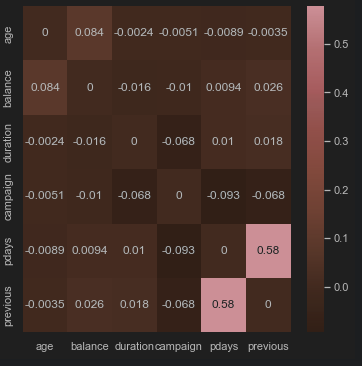 age 0 0.084 -0.0024 -0.0051 -0.0089 -0.0035 0.5
balance 0.084 0 -0.016 -0.01 0.0094 0.026 0.4
duration -0.0024 -0.016 0 -0.068 0.01 0.018 0.3
campaign -0.0051 -0.01 -0.068 0 -0.093 -0.068 0.2
pdays -0.0089 0.0094 0.01 -0.093 0 0.58 0.1
previous -0.0035 0.026 0.018 -0.068 0.58 0 0.0
age balance duration campaign pdays previous